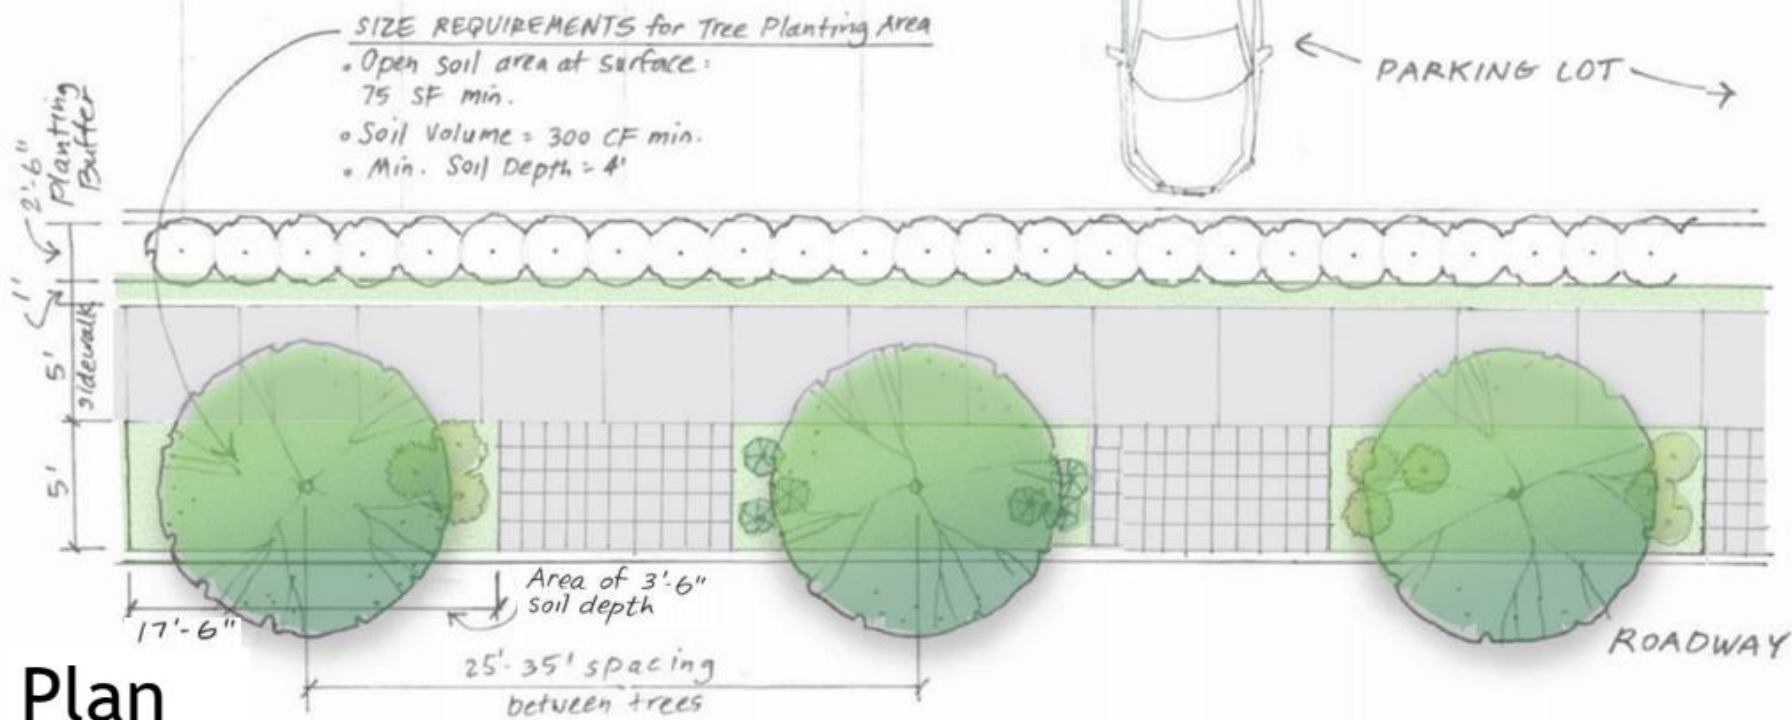 SIZE REQUIREMENTS for Tree Planting Area
• Open soil area at surface:
75 SF min.
• Soil Volume = 300 CF min.
• Min. Soil Depth = 4'
PARKING LOT
2'-6"
Planting
Buffer
1'
5'
sidewalk
5'
Area of 3'-6"
soil depth
17'-6"
25'-35' spacing
between trees
ROADWAY
Plan